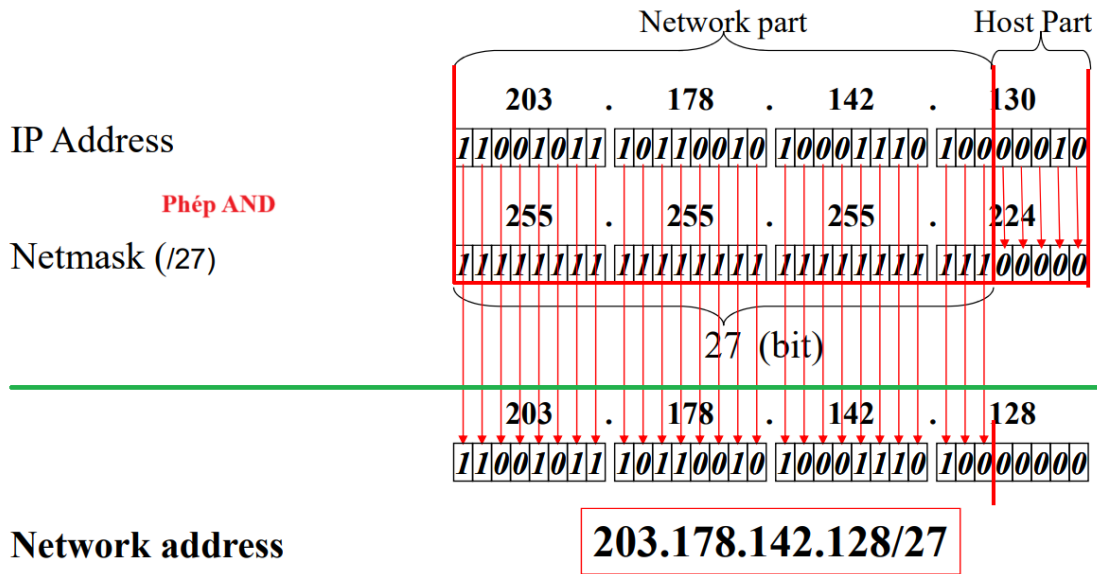 Network part Host Part
203 . 178 . 142 . 130
IP Address 11001011 10110010 10001110 10000010
Phép AND
255 . 255 . 255 . 224
Netmask (/27) 11111111 11111111 11111111 11100000
27 (bit)
203 . 178 . 142 . 128
11001011 10110010 10001110 10000000
Network address 203.178.142.128/27